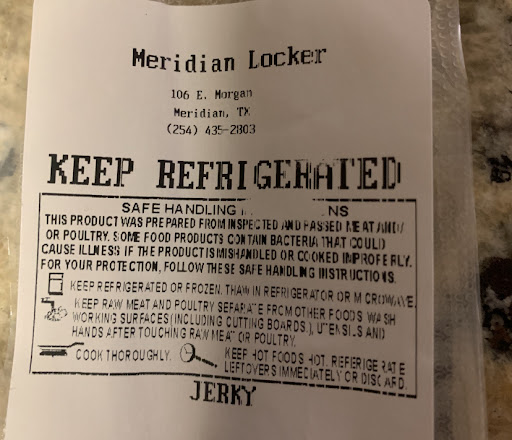 Meridian Locker
106 E. Morgan
Meridian, TX
(254) 435-2803
KEEP REFRIGERATED
SAFE HANDLING
THIS PRODUCT WAS PREPARED FROM INSPECTED AND PASSED MEAT AND/
OR POULTRY. SOME FOOD PRODUCTS CONTAIN BACTERIA THAT COULD
CAUSE ILLNESS IF THE PRODUCT IS MISHANDLED OR COOKED IMPROPERLY.
FOR YOUR PROTECTION, FOLLOW THESE SAFE HANDLING INSTRUCTIONS.
KEEP REFRIGERATED OR FROZEN. THAW IN REFRIGERATOR OR MICROWAVE.
KEEP RAW MEAT AND POULTRY SEPARATE FROM OTHER FOODS. WASH
WORKING SURFACES (INCLUDING CUTTING BOARDS), UTENSILS AND
HANDS AFTER TOUCHING RAW MEAT OR POULTRY.
COOK THOROUGHLY.
KEEP HOT FOODS HOT. REFERIGERATE
LEFTOVERS IMMEDIATELY OR DISCARD.
JERKY